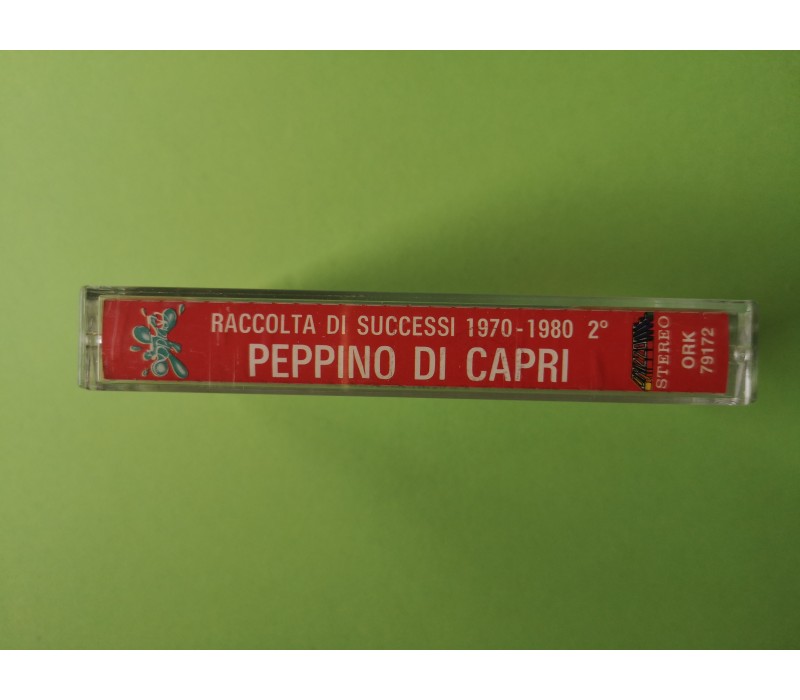 RACCOLTA DI SUCCESSI 1970-1980 2°
PEPPINO DI CAPRI
STEREO
ORK
79172